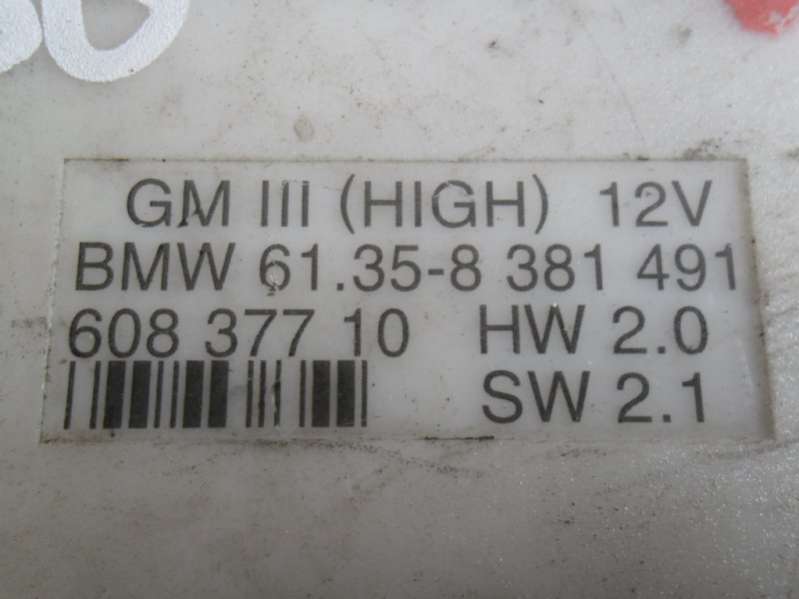 GM III (HIGH) 12V
BMW 61.35-8 381 491
608 377 10 HW 2.0
SW 2.1